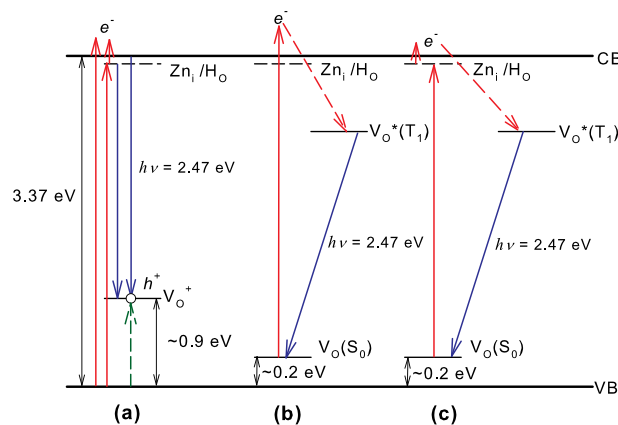 e⁻ e⁻ e⁻
CB
Znᵢ/H_O Znᵢ/H_O Znᵢ/H_O
V_O*(T₁) V_O*(T₁)
hν = 2.47 eV
3.37 eV
hν = 2.47 eV hν = 2.47 eV
h⁺
V_O⁺
~0.9 eV
V_O(S₀) V_O(S₀)
~0.2 eV ~0.2 eV
VB
(a) (b) (c)